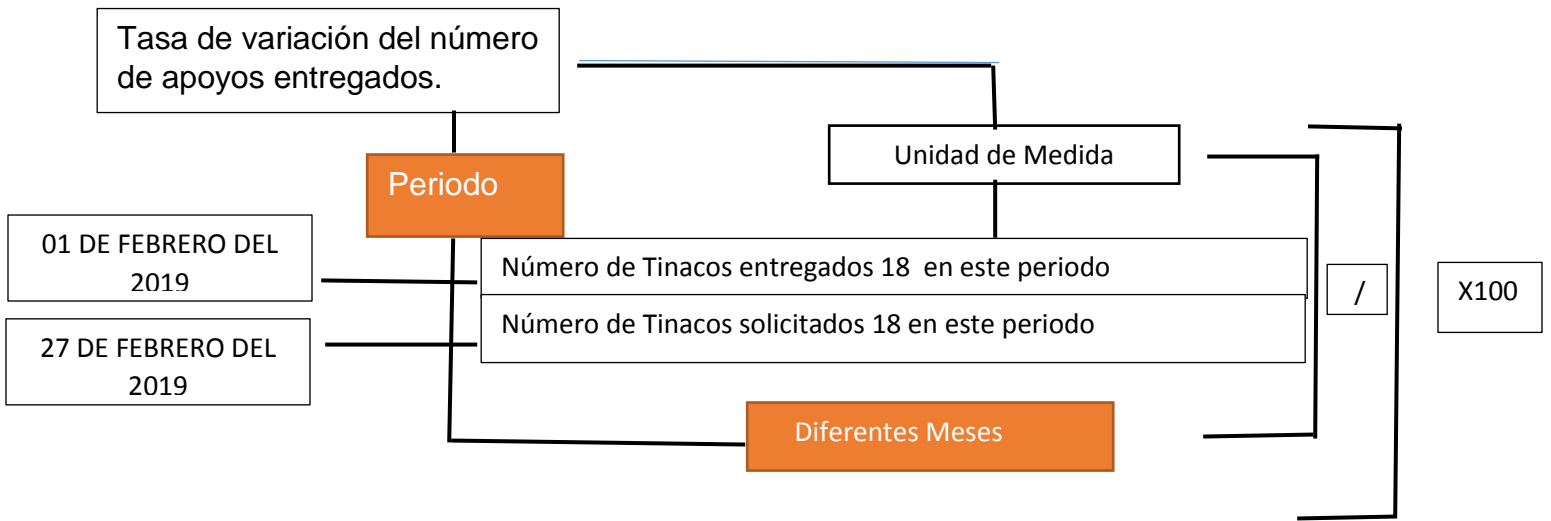 Tasa de variación del número
de apoyos entregados.
Unidad de Medida
Periodo
01 DE FEBRERO DEL
2019
Número de Tinacos entregados 18 en este periodo
/
X100
Número de Tinacos solicitados 18 en este periodo
27 DE FEBRERO DEL
2019
Diferentes Meses